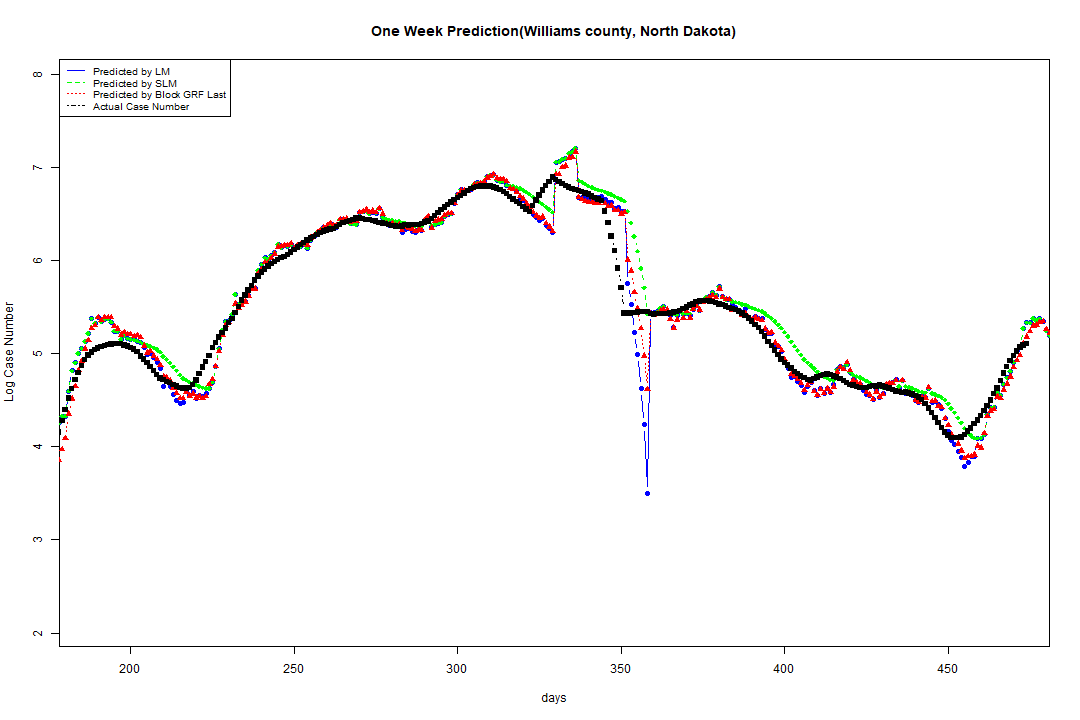 One Week Prediction(Williams county, North Dakota)
Predicted by LM
Predicted by SLM
Predicted by Block GRF Last
Actual Case Number
8
7
6
5
4
3
2
Log Case Number
200 250 300 350 400 450
days